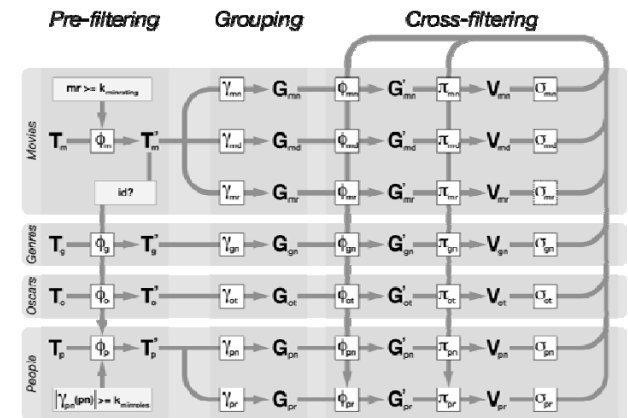 Pre-filtering Grouping Cross-filtering
Movies
mr >= k_minrating
γ_mn G_mn ϕ_mn G'_mn π_mn V_mn σ_mn
T_m ϕ_m T'_m γ_md G_md ϕ_md G'_md π_md V_md σ_md
id? γ_mr G_mr ϕ_mr G'_mr π_mr V_mr σ_mr
Genres
T_g ϕ_g T'_g γ_gn G_gn ϕ_gn G'_gn π_gn V_gn σ_gn
Oscars
T_o ϕ_o T'_o γ_ot G_ot ϕ_ot G'_ot π_ot V_ot σ_ot
People
T_p ϕ_p T'_p γ_pn G_pn ϕ_pn G'_pn π_pn V_pn σ_pn
|γ_pn(pn)| >= k_minroles γ_pr G_pr ϕ_pr G'_pr π_pr V_pr σ_pr